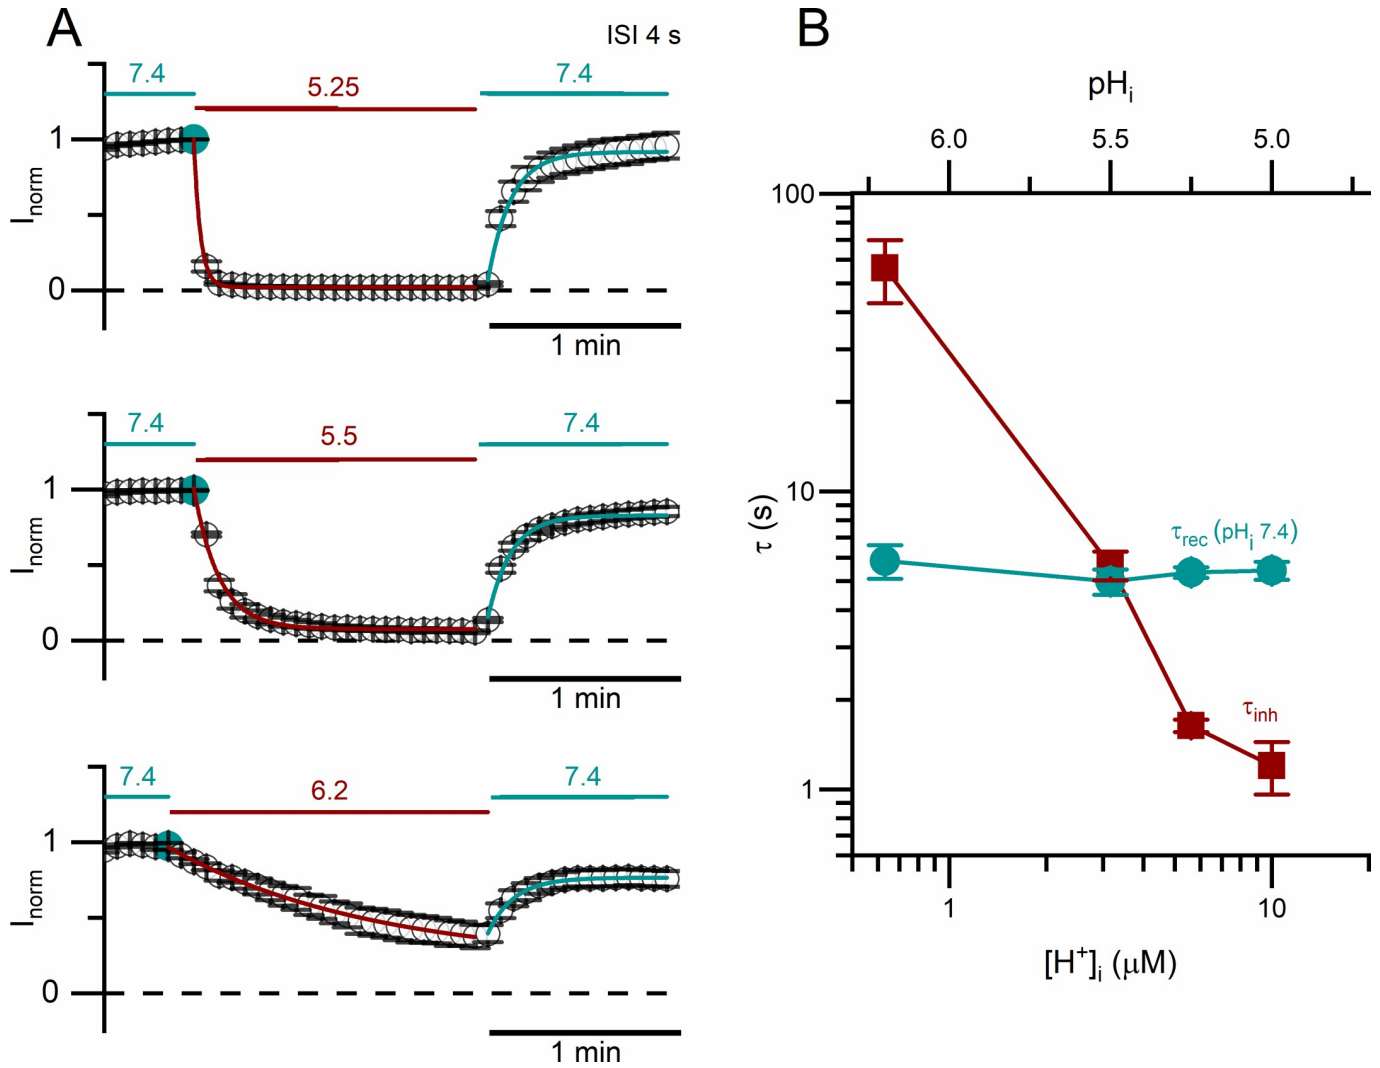 A
ISI 4 s
7.4
5.25
7.4
1
0
Inorm
1 min
7.4
5.5
7.4
1
0
Inorm
1 min
7.4
6.2
7.4
1
0
Inorm
1 min
B
pHi
6.0
5.5
5.0
100
10
1
τ (s)
τrec (pHi 7.4)
τinh
1
10
[H+]i (μM)